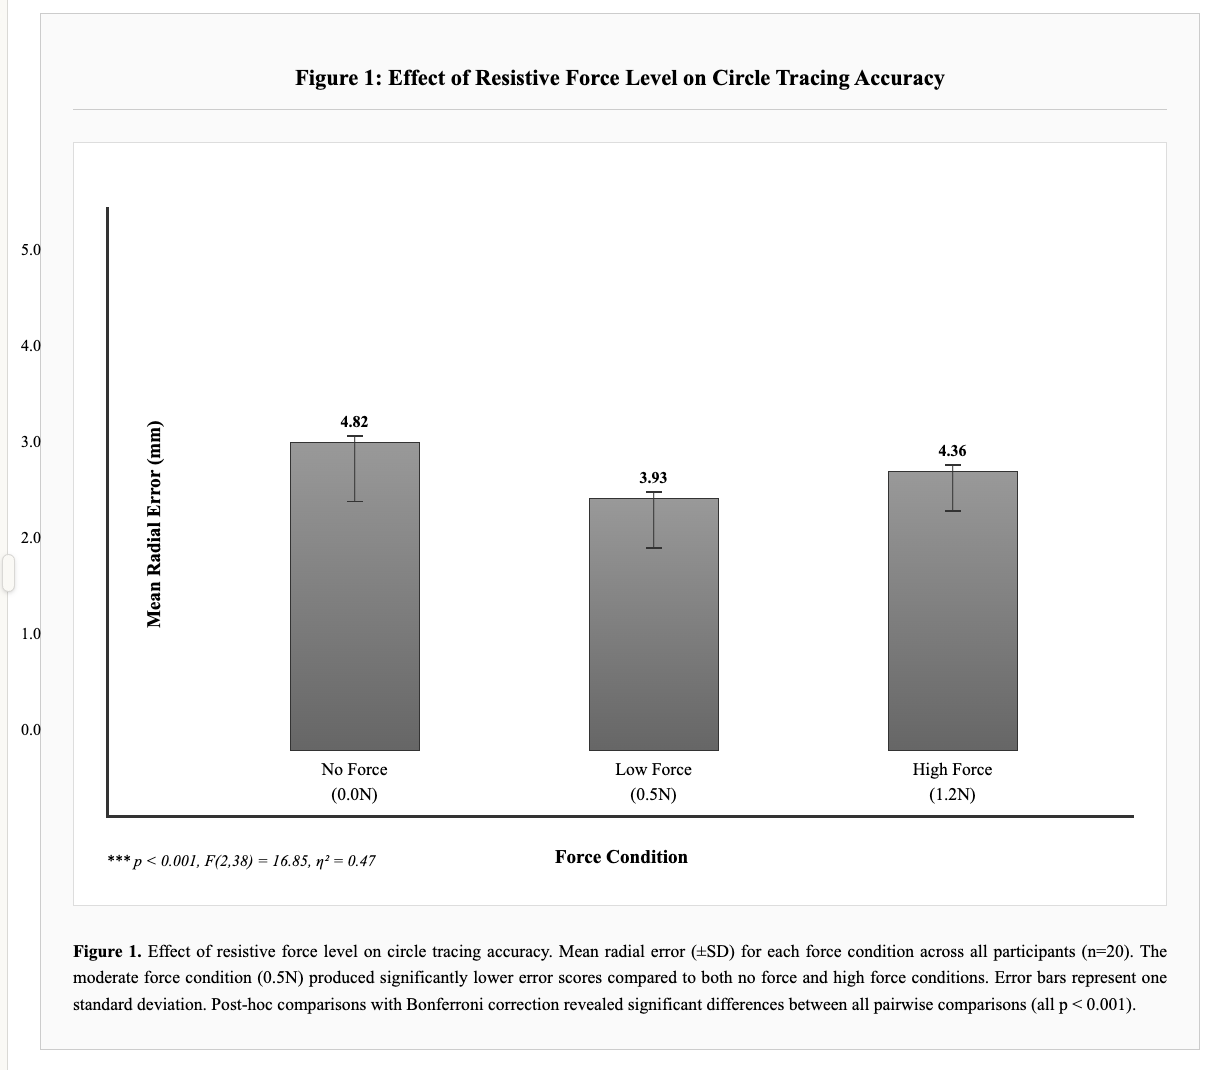 Figure 1: Effect of Resistive Force Level on Circle Tracing Accuracy
5.0
4.0
3.0
2.0
1.0
0.0
Mean Radial Error (mm)
4.82
3.93
4.36
No Force
(0.0N)
Low Force
(0.5N)
High Force
(1.2N)
*** p < 0.001, F(2,38) = 16.85, η² = 0.47
Force Condition
Figure 1. Effect of resistive force level on circle tracing accuracy. Mean radial error (±SD) for each force condition across all participants (n=20). The
moderate force condition (0.5N) produced significantly lower error scores compared to both no force and high force conditions. Error bars represent one
standard deviation. Post-hoc comparisons with Bonferroni correction revealed significant differences between all pairwise comparisons (all p < 0.001).